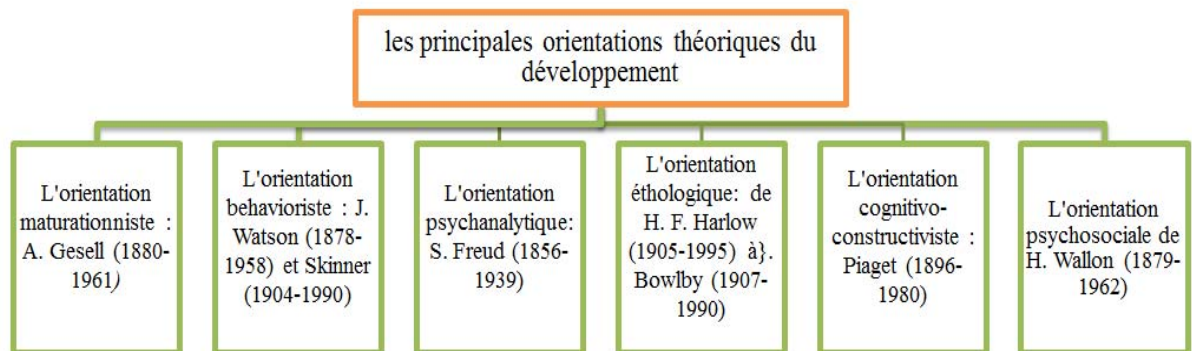 les principales orientations théoriques du
développement
L'orientation
maturationniste :
A. Gesell (1880-
1961)
L'orientation
behavioriste : J.
Watson (1878-
1958) et Skinner
(1904-1990)
L'orientation
psychanalytique:
S. Freud (1856-
1939)
L'orientation
éthologique: de
H. F. Harlow
(1905-1995) à}.
Bowlby (1907-
1990)
L'orientation
cognitivo-
constructiviste :
Piaget (1896-
1980)
L'orientation
psychosociale de
H. Wallon (1879-
1962)